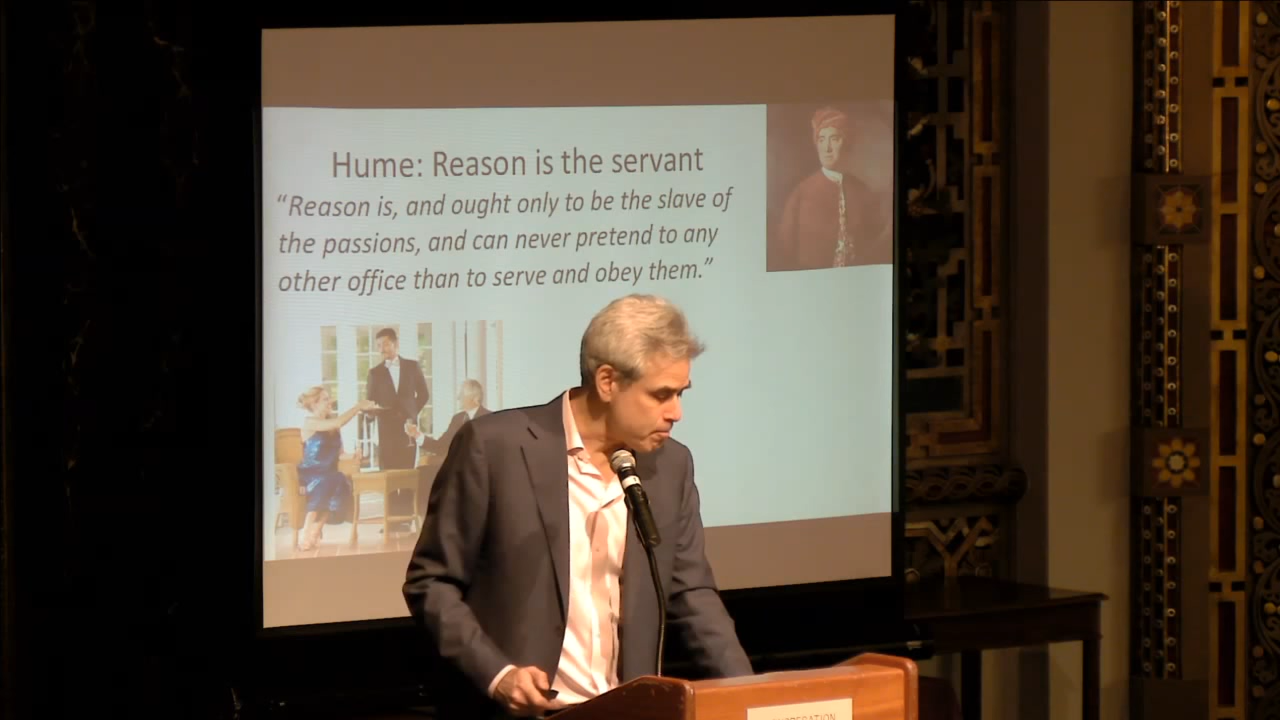 Hume: Reason is the servant
“Reason is, and ought only to be the slave of
the passions, and can never pretend to any
other office than to serve and obey them.”